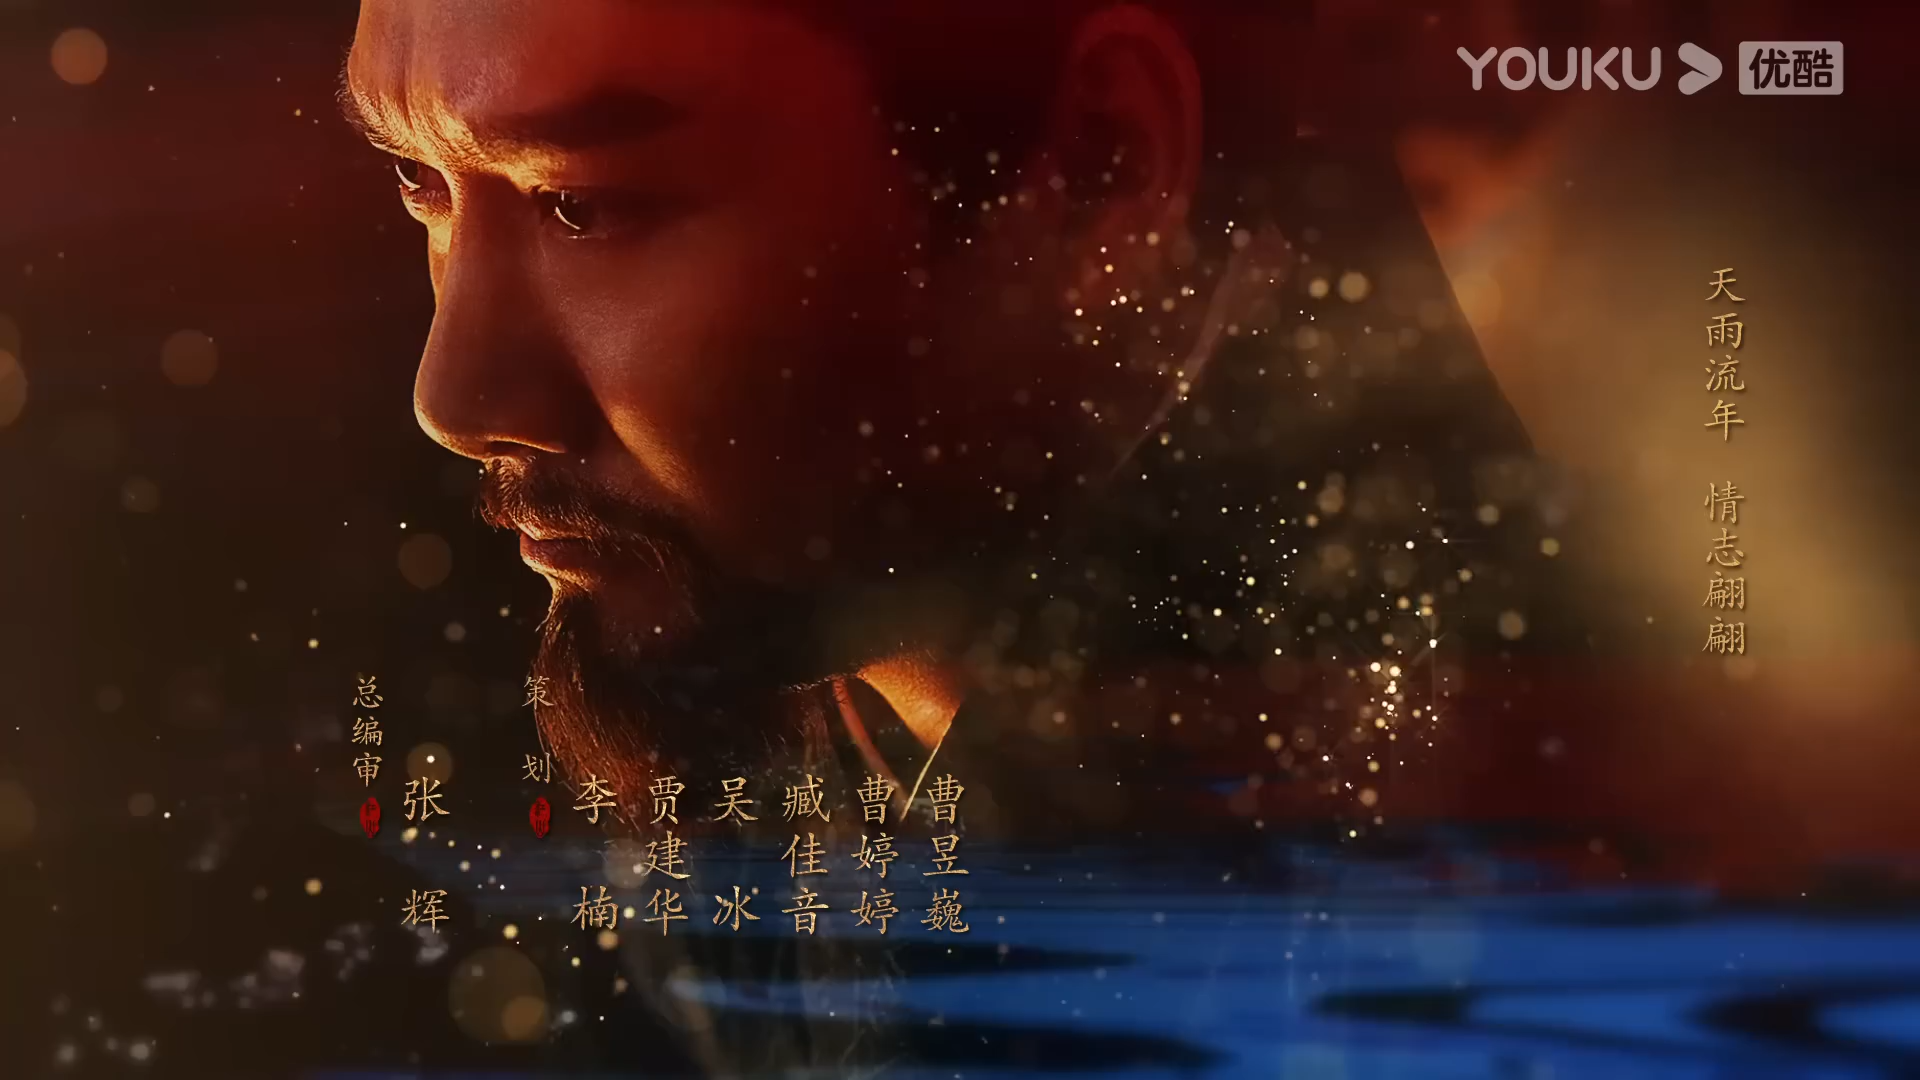 YOUKU 优酷
天雨流年 情志翩翩
总编审
张辉
策划
李楠
贾建华
吴冰
臧佳音
曹婷婷
曹昱巍